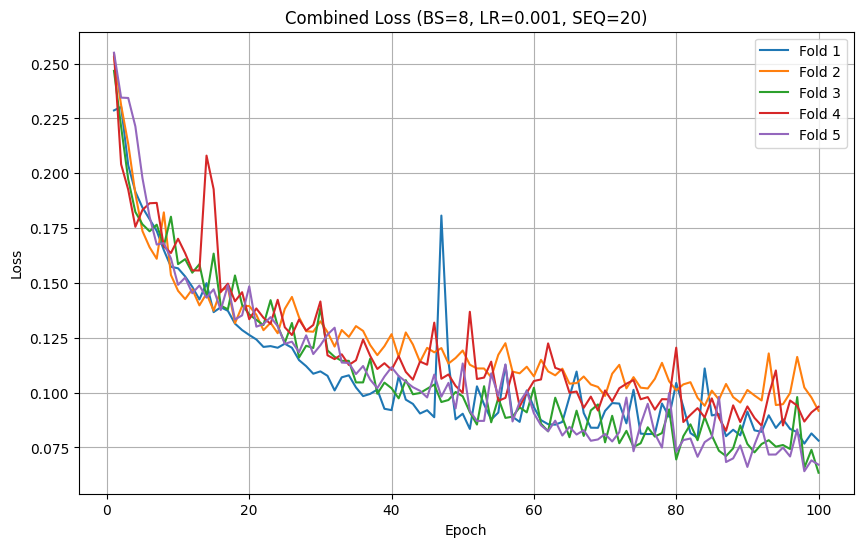 Combined Loss (BS=8, LR=0.001, SEQ=20)
Loss
0.250
0.225
0.200
0.175
0.150
0.125
0.100
0.075
Fold 1
Fold 2
Fold 3
Fold 4
Fold 5
0 20 40 60 80 100
Epoch